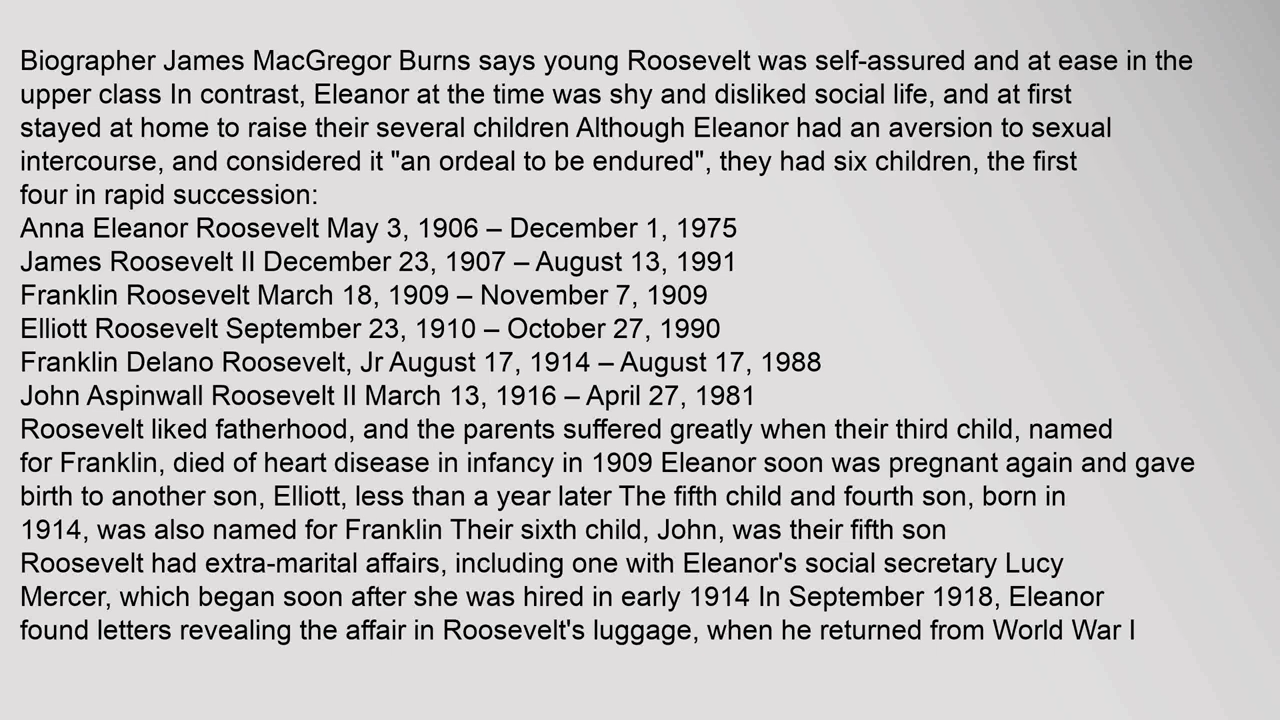 Biographer James MacGregor Burns says young Roosevelt was self-assured and at ease in the
upper class In contrast, Eleanor at the time was shy and disliked social life, and at first
stayed at home to raise their several children Although Eleanor had an aversion to sexual
intercourse, and considered it "an ordeal to be endured", they had six children, the first
four in rapid succession:
Anna Eleanor Roosevelt May 3, 1906 – December 1, 1975
James Roosevelt II December 23, 1907 – August 13, 1991
Franklin Roosevelt March 18, 1909 – November 7, 1909
Elliott Roosevelt September 23, 1910 – October 27, 1990
Franklin Delano Roosevelt, Jr August 17, 1914 – August 17, 1988
John Aspinwall Roosevelt II March 13, 1916 – April 27, 1981
Roosevelt liked fatherhood, and the parents suffered greatly when their third child, named
for Franklin, died of heart disease in infancy in 1909 Eleanor soon was pregnant again and gave
birth to another son, Elliott, less than a year later The fifth child and fourth son, born in
1914, was also named for Franklin Their sixth child, John, was their fifth son
Roosevelt had extra-marital affairs, including one with Eleanor's social secretary Lucy
Mercer, which began soon after she was hired in early 1914 In September 1918, Eleanor
found letters revealing the affair in Roosevelt's luggage, when he returned from World War I